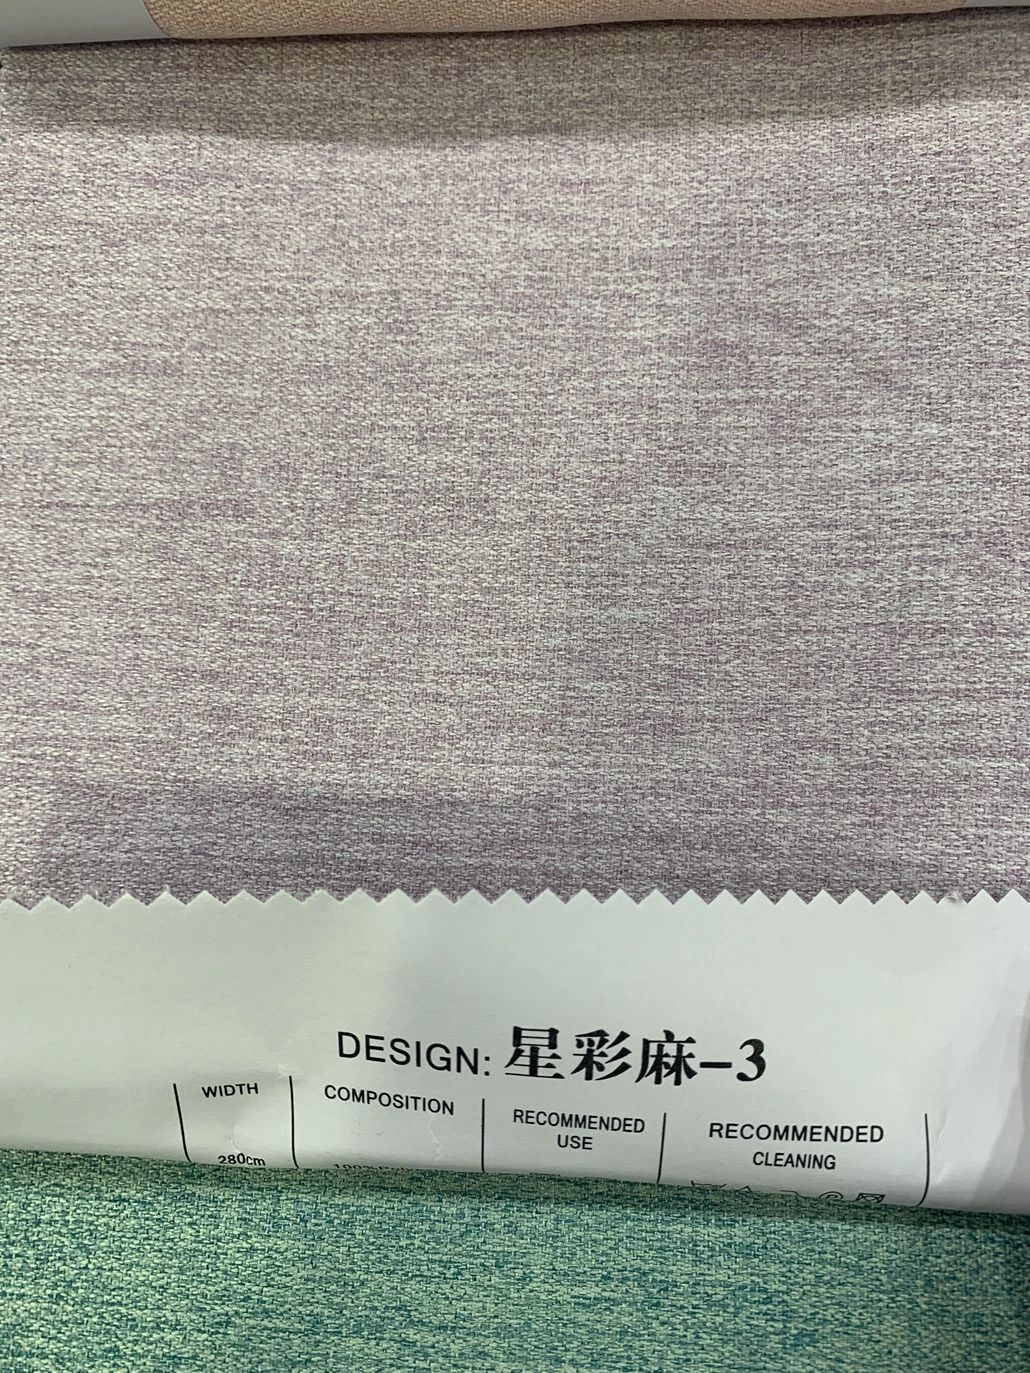 DESIGN: 星彩麻-3
WIDTH
COMPOSITION
RECOMMENDED
USE
RECOMMENDED
CLEANING
280cm